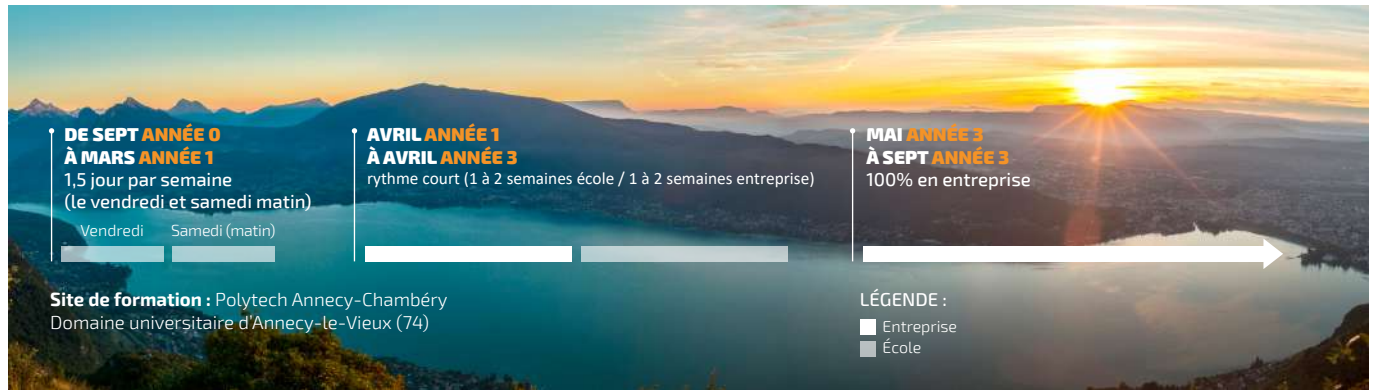 DE SEPT ANNÉE 0
À MARS ANNÉE 1
1,5 jour par semaine
(le vendredi et samedi matin)
Vendredi Samedi (matin)
AVRIL ANNÉE 1
À AVRIL ANNÉE 3
rythme court (1 à 2 semaines école / 1 à 2 semaines entreprise)
MAI ANNÉE 3
À SEPT ANNÉE 3
100% en entreprise
Site de formation : Polytech Annecy-Chambéry
Domaine universitaire d'Annecy-le-Vieux (74)
LÉGENDE :
Entreprise
École